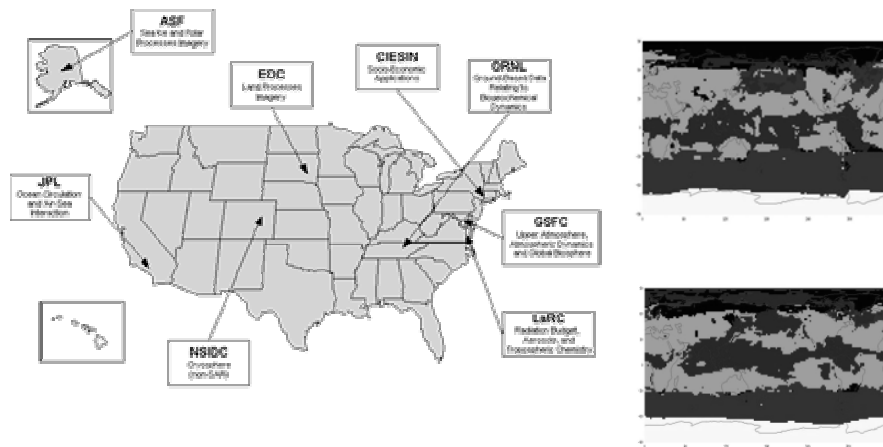 ASF
Sea Ice and Polar
Processes Imagery
EDC
Land Processes
Imagery
CIESIN
Socio-Economic
Applications
ORNL
Ground-Based Data
Relating to
Biogeochemical
Dynamics
JPL
Ocean Circulation
and Air-Sea
Interaction
GSFC
Upper Atmosphere,
Atmospheric Dynamics
and Global Biosphere
LaRC
Radiation Budget,
Aerosols, and
Tropospheric Chemistry
NSIDC
Cryosphere
(non-SAR)